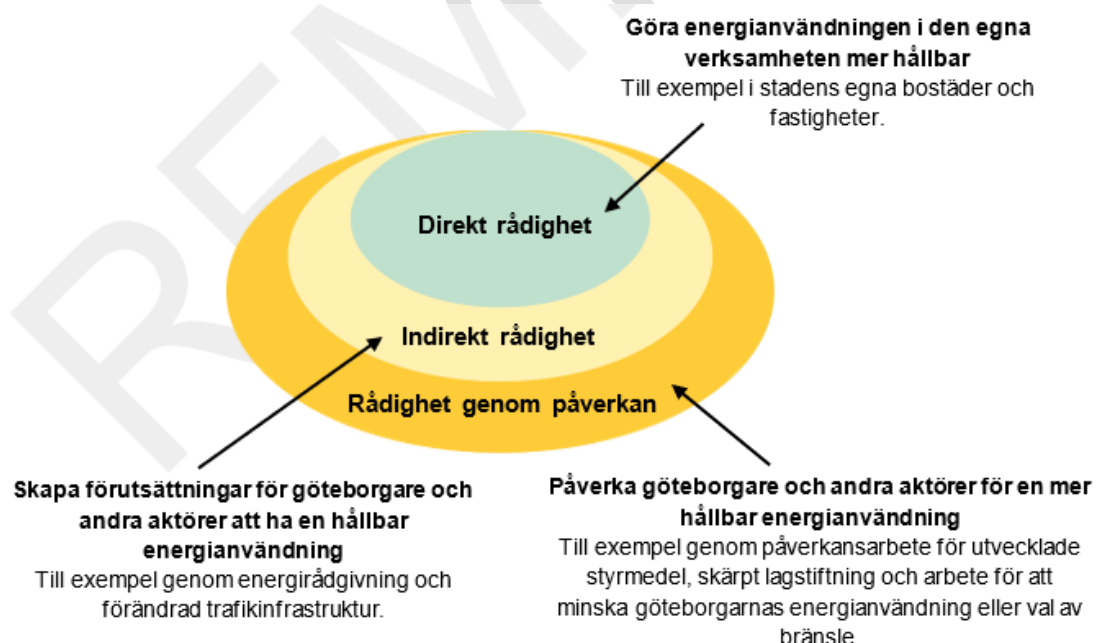 Göra energianvändningen i den egna
verksamheten mer hållbar
Till exempel i stadens egna bostäder och
fastigheter.
Direkt rådighet
Indirekt rådighet
Rådighet genom påverkan
Skapa förutsättningar för göteborgare och
andra aktörer att ha en hållbar
energianvändning
Till exempel genom energirådgivning och
förändrad trafikinfrastruktur.
Påverka göteborgare och andra aktörer för en mer
hållbar energianvändning
Till exempel genom påverkansarbete för utvecklade
styrmedel, skärpt lagstiftning och arbete för att
minska göteborgarnas energianvändning eller val av
bränsle